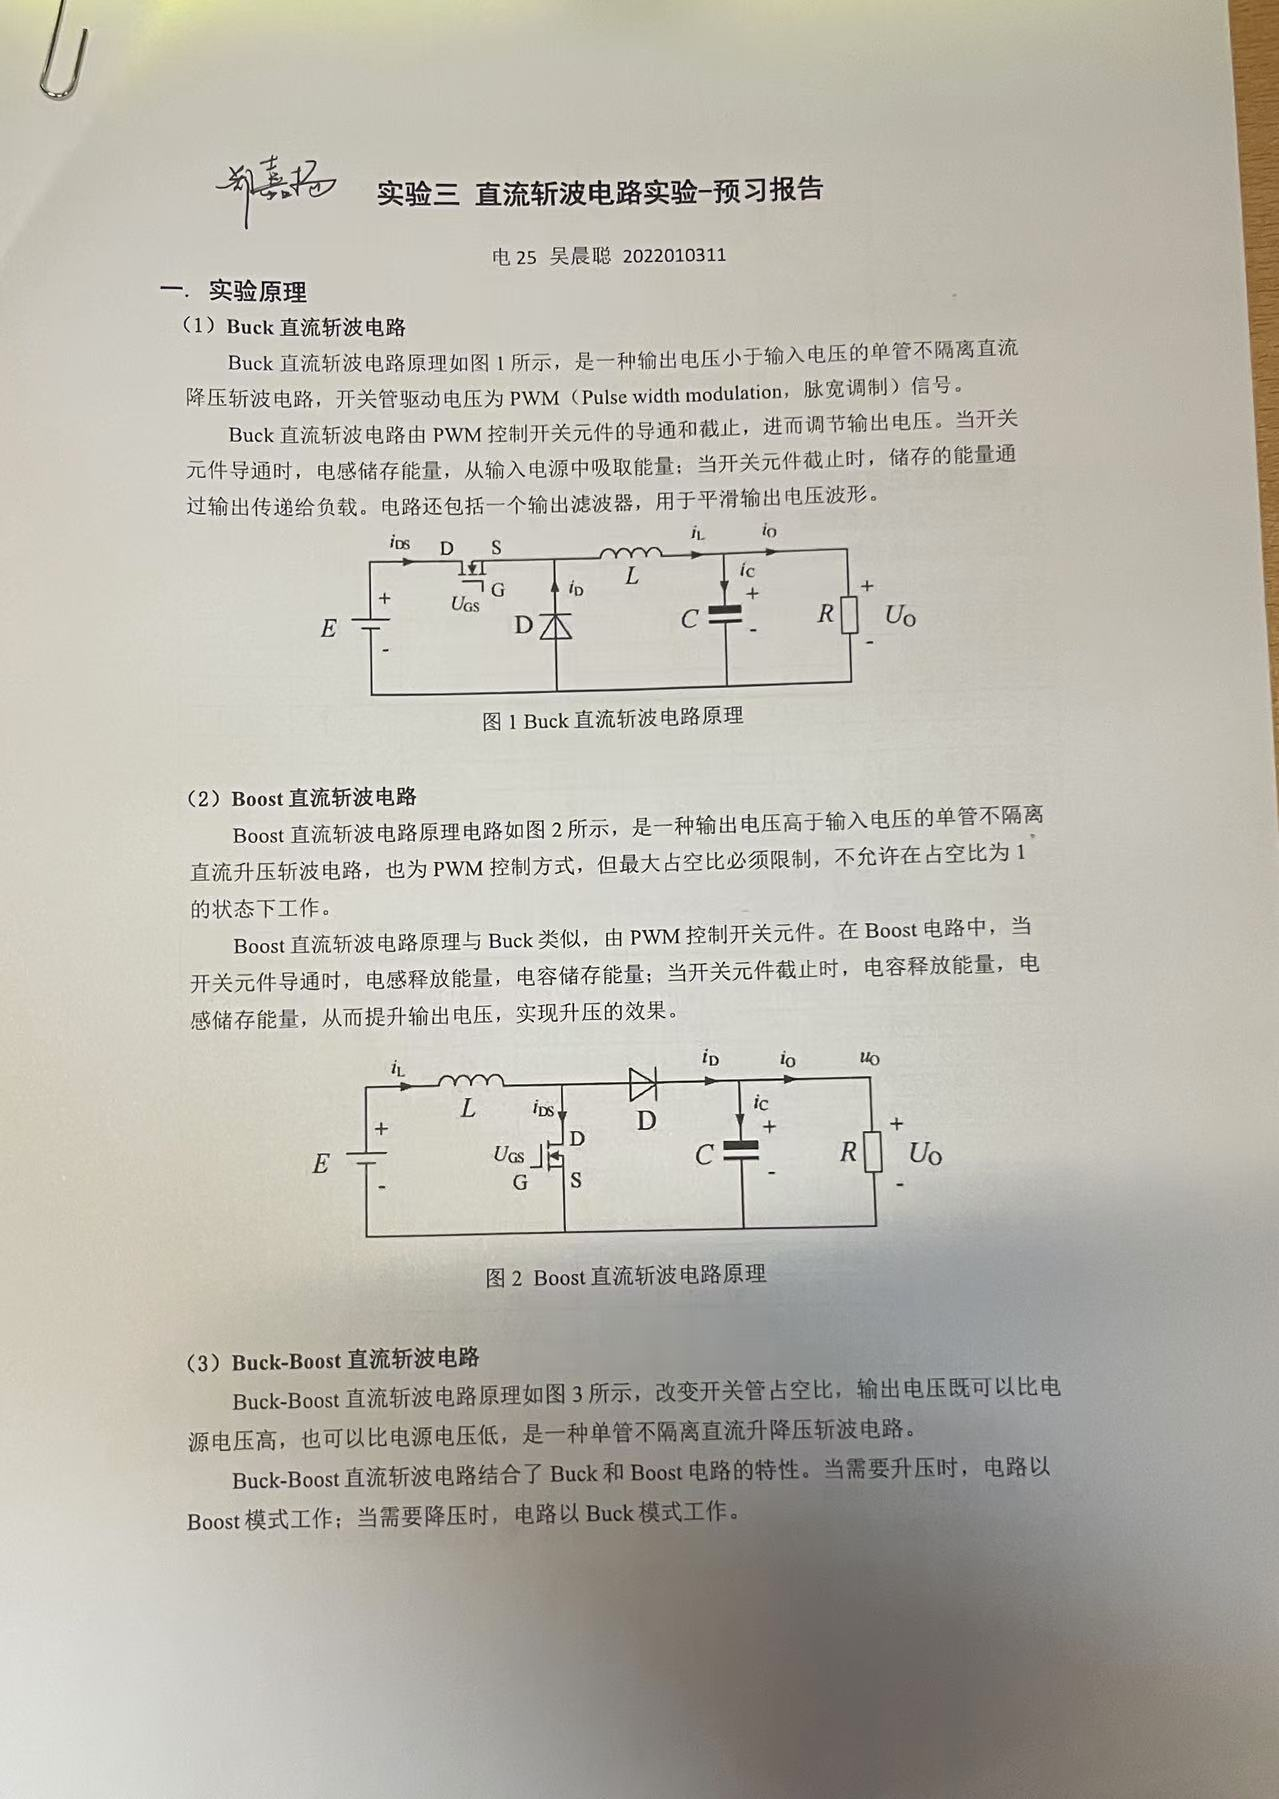 郑嘉扬
实验三 直流斩波电路实验-预习报告
电 25 吴晨聪 2022010311
一. 实验原理
（1）Buck 直流斩波电路
Buck 直流斩波电路原理如图 1 所示，是一种输出电压小于输入电压的单管不隔离直流
降压斩波电路，开关管驱动电压为 PWM（Pulse width modulation，脉宽调制）信号。
Buck 直流斩波电路由 PWM 控制开关元件的导通和截止，进而调节输出电压。当开关
元件导通时，电感储存能量，从输入电源中吸取能量；当开关元件截止时，储存的能量通
过输出传递给负载。电路还包括一个输出滤波器，用于平滑输出电压波形。
iDS D S iL iO
L
UGS G iD iC
E + - D C + - R + - UO
图 1 Buck 直流斩波电路原理
（2）Boost 直流斩波电路
Boost 直流斩波电路原理电路如图 2 所示，是一种输出电压高于输入电压的单管不隔离
直流升压斩波电路，也为 PWM 控制方式，但最大占空比必须限制，不允许在占空比为 1
的状态下工作。
Boost 直流斩波电路原理与 Buck 类似，由 PWM 控制开关元件。在 Boost 电路中，当
开关元件导通时，电感释放能量，电容储存能量；当开关元件截止时，电容释放能量，电
感储存能量，从而提升输出电压，实现升压的效果。
iL iD iO uO
L iDS D iC
E + - UGS D G S C + - R + - UO
图 2 Boost 直流斩波电路原理
（3）Buck-Boost 直流斩波电路
Buck-Boost 直流斩波电路原理如图 3 所示，改变开关管占空比，输出电压既可以比电
源电压高，也可以比电源电压低，是一种单管不隔离直流升降压斩波电路。
Buck-Boost 直流斩波电路结合了 Buck 和 Boost 电路的特性。当需要升压时，电路以
Boost 模式工作；当需要降压时，电路以 Buck 模式工作。